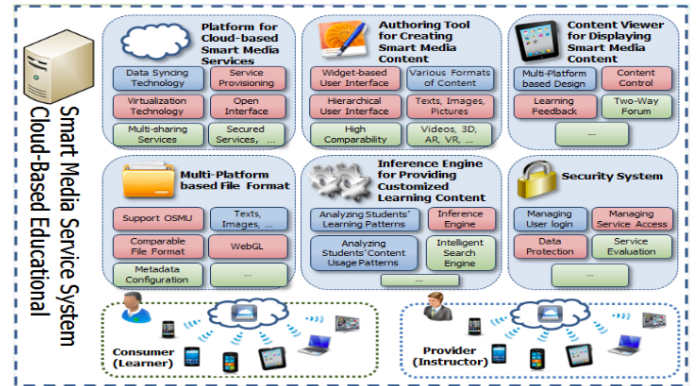 Smart Media Service System
Cloud-Based Educational
Platform for
Cloud-based
Smart Media
Services
Data Syncing
Technology
Service
Provisioning
Virtualization
Technology
Open
Interface
Multi-sharing
Services
Secured
Services, ...
Authoring Tool
for Creating
Smart Media
Content
Widget-based
User Interface
Various Formats
of Content
Hierarchical
User Interface
Texts, Images,
Pictures
High
Comparability
Videos, 3D,
AR, VR, ...
Content Viewer
for Displaying
Smart Media
Content
Multi-Platform
based Design
Content
Control
Learning
Feedback
Two-Way
Forum
...
Multi-Platform
based File Format
Support OSMU
Texts,
Images, ...
Comparable
File Format
WebGL
Metadata
Configuration
...
Inference Engine
for Providing
Customized
Learning Content
Analyzing Students'
Learning Patterns
Inference
Engine
Analyzing
Students'Content
Usage Patterns
Intelligent
Search
Engine
...
Security System
Managing
User login
Managing
Service Access
Data
Protection
Service
Evaluation
...
Consumer
(Learner)
Provider
(Instructor)